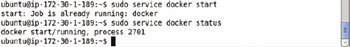 ubuntu@ip-172-30-1-189:~$ sudo service docker start
start: Job is already running: docker
ubuntu@ip-172-30-1-189:~$ sudo service docker status
docker start/running, process 2701
ubuntu@ip-172-30-1-189:~$